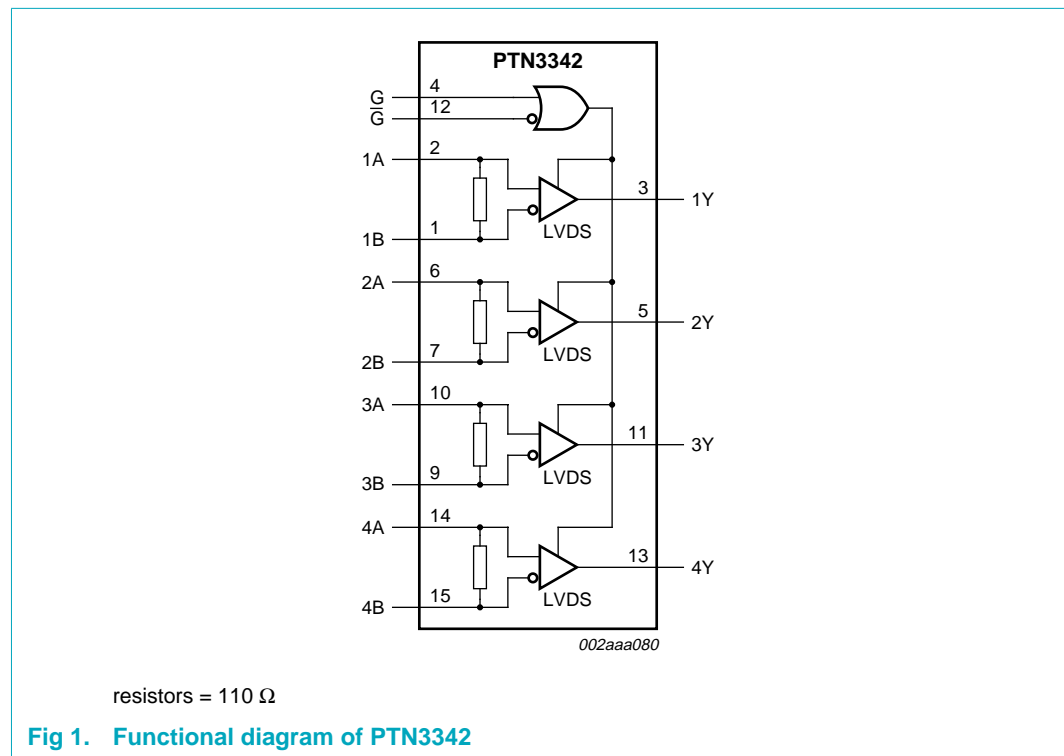 PTN3342
G 4
G̅ 12
1A 2
3 1Y
LVDS
1B 1
2A 6
5 2Y
LVDS
2B 7
3A 10
11 3Y
LVDS
3B 9
4A 14
13 4Y
LVDS
4B 15
002aaa080
resistors = 110 Ω
Fig 1. Functional diagram of PTN3342